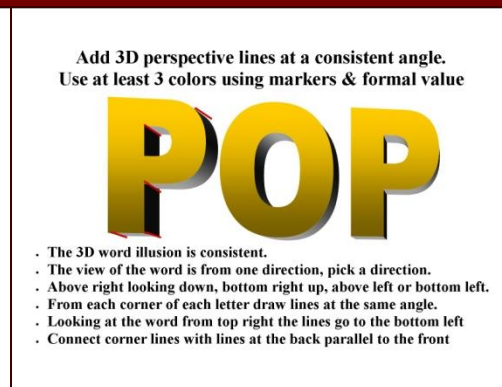 Add 3D perspective lines at a consistent angle.
Use at least 3 colors using markers & formal value
POP
. The 3D word illusion is consistent.
. The view of the word is from one direction, pick a direction.
. Above right looking down, bottom right up, above left or bottom left.
. From each corner of each letter draw lines at the same angle.
. Looking at the word from top right the lines go to the bottom left
. Connect corner lines with lines at the back parallel to the front